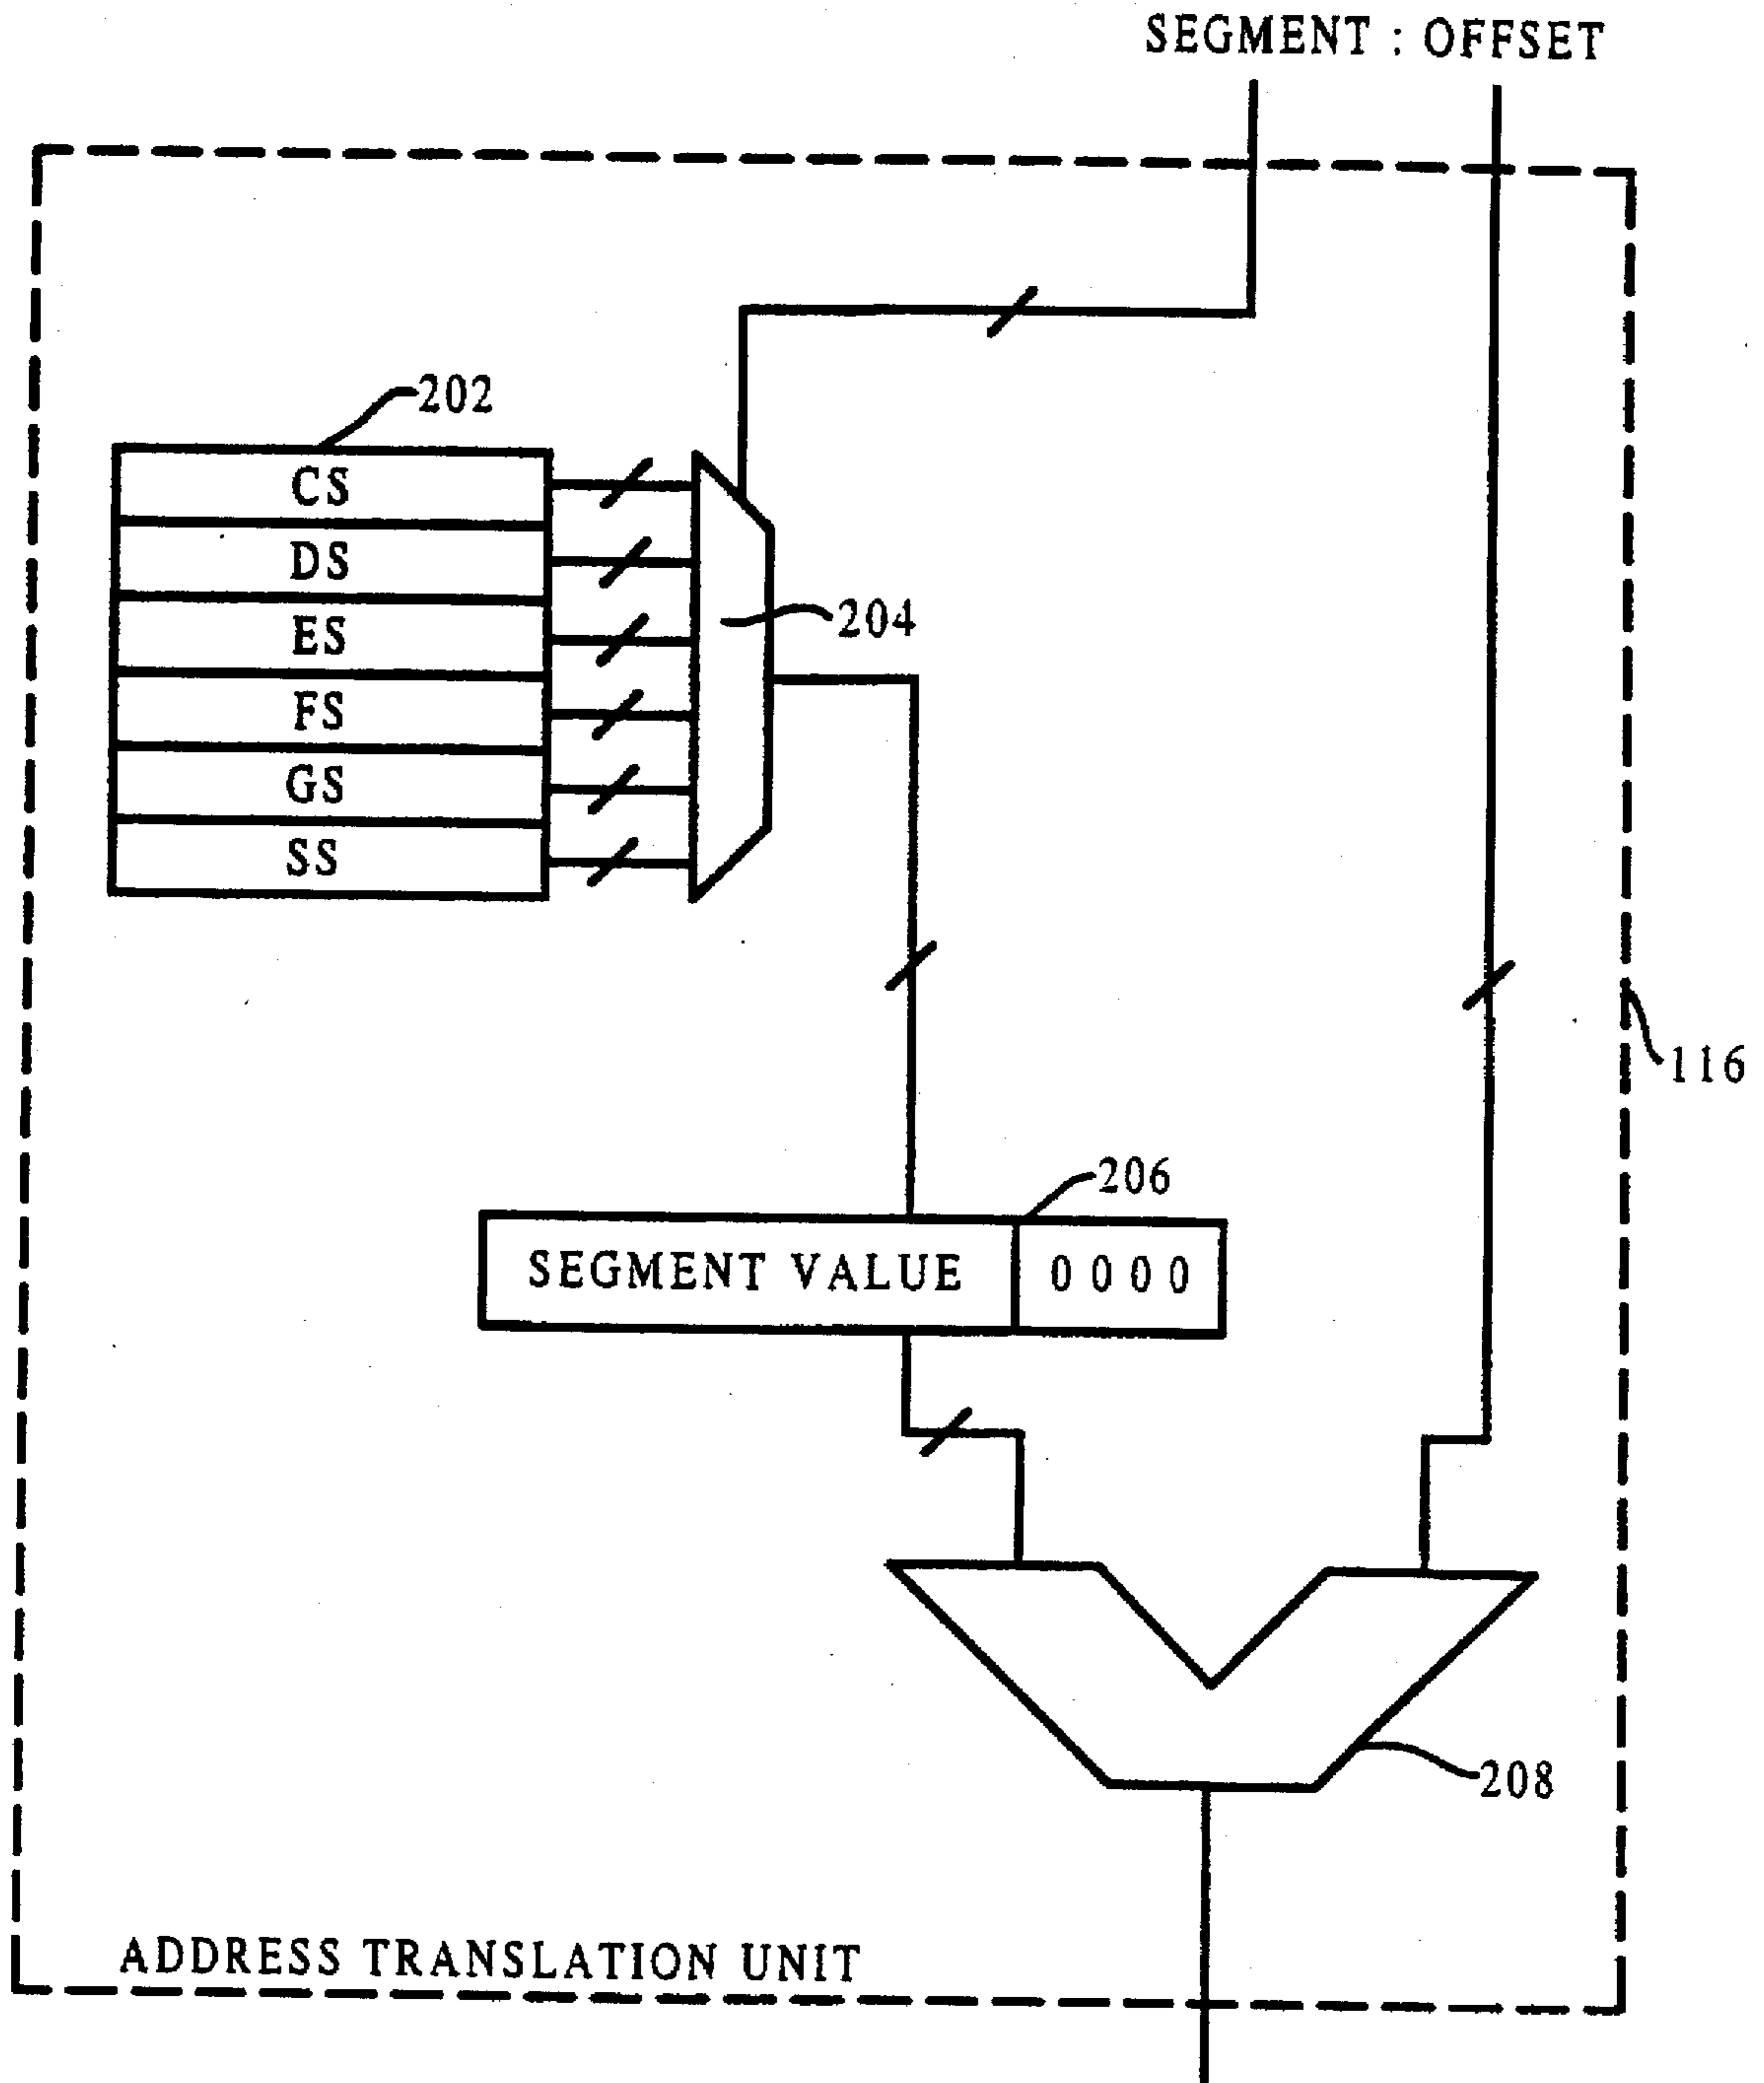 SEGMENT : OFFSET
202
CS
DS
ES
FS
GS
SS
204
116
206
SEGMENT VALUE 0 0 0 0
208
ADDRESS TRANSLATION UNIT